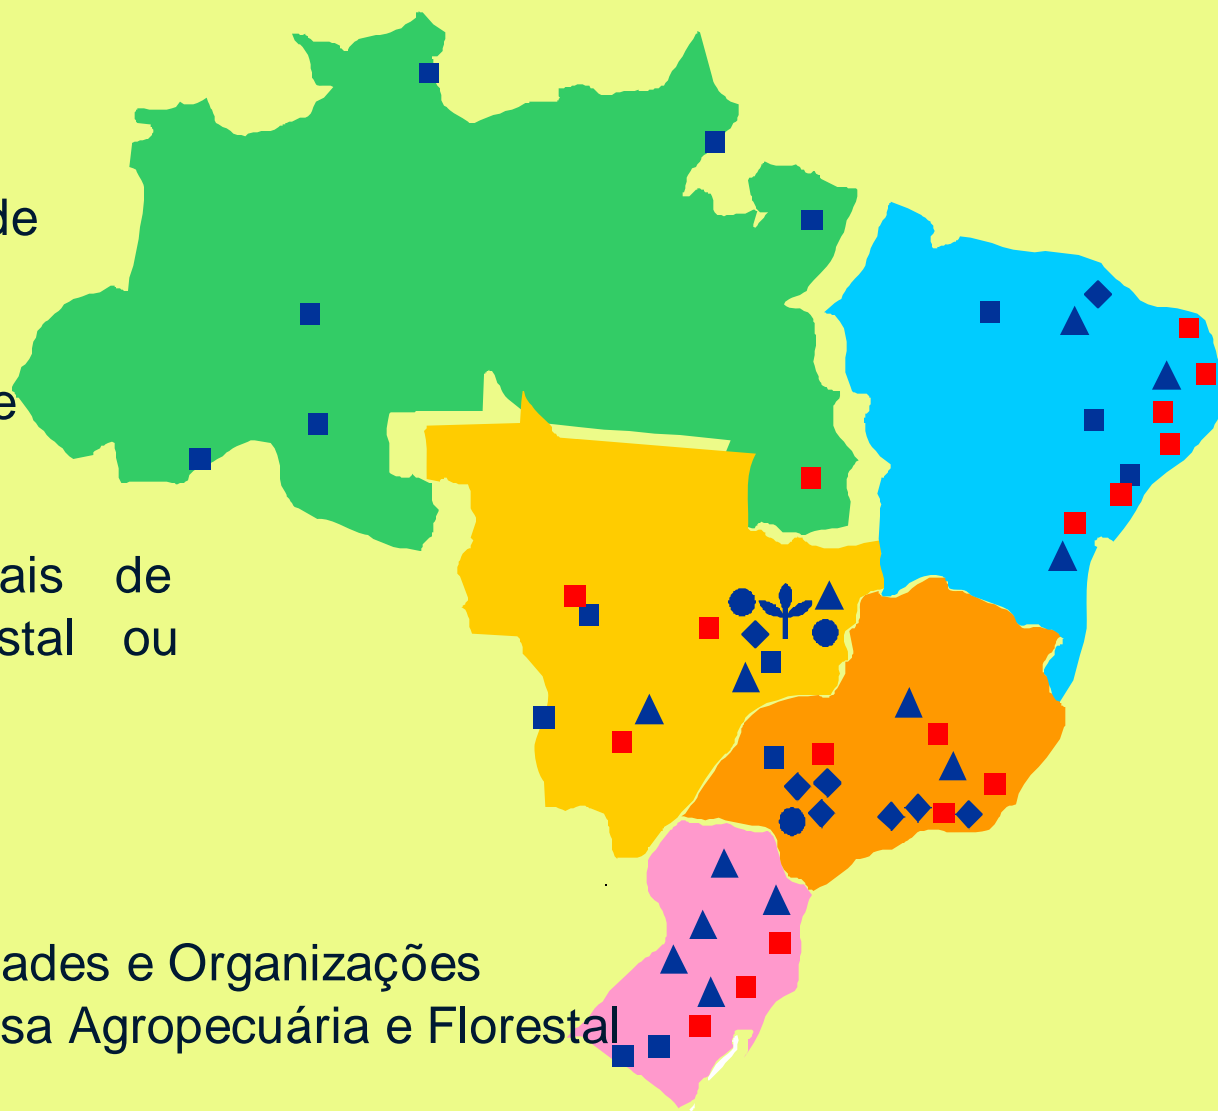 de
e
ais de
stal ou
ades e Organizações
sa Agropecuária e Florestal